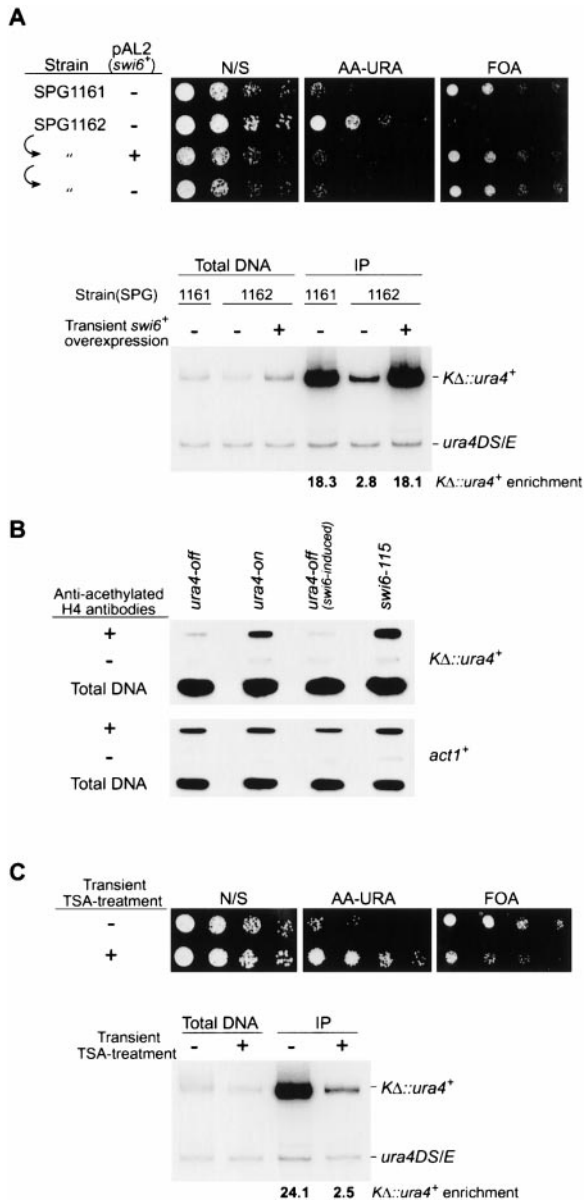 A
Strain pAL2 (swi6+) N/S AA-URA FOA
SPG1161 -
SPG1162 -
" +
" -
Total DNA IP
Strain(SPG) 1161 1162 1161 1162
Transient swi6+ overexpression - - + - - +
KΔ::ura4+
ura4DS/E
18.3 2.8 18.1 KΔ::ura4+ enrichment
B
Anti-acethylated H4 antibodies ura4-off ura4-on ura4-off (swi6-induced) swi6-115
+
-
KΔ::ura4+
Total DNA
+
-
act1+
Total DNA
C
Transient TSA-treatment N/S AA-URA FOA
-
+
Total DNA IP
Transient TSA-treatment - + - +
KΔ::ura4+
ura4DS/E
24.1 2.5 KΔ::ura4+ enrichment